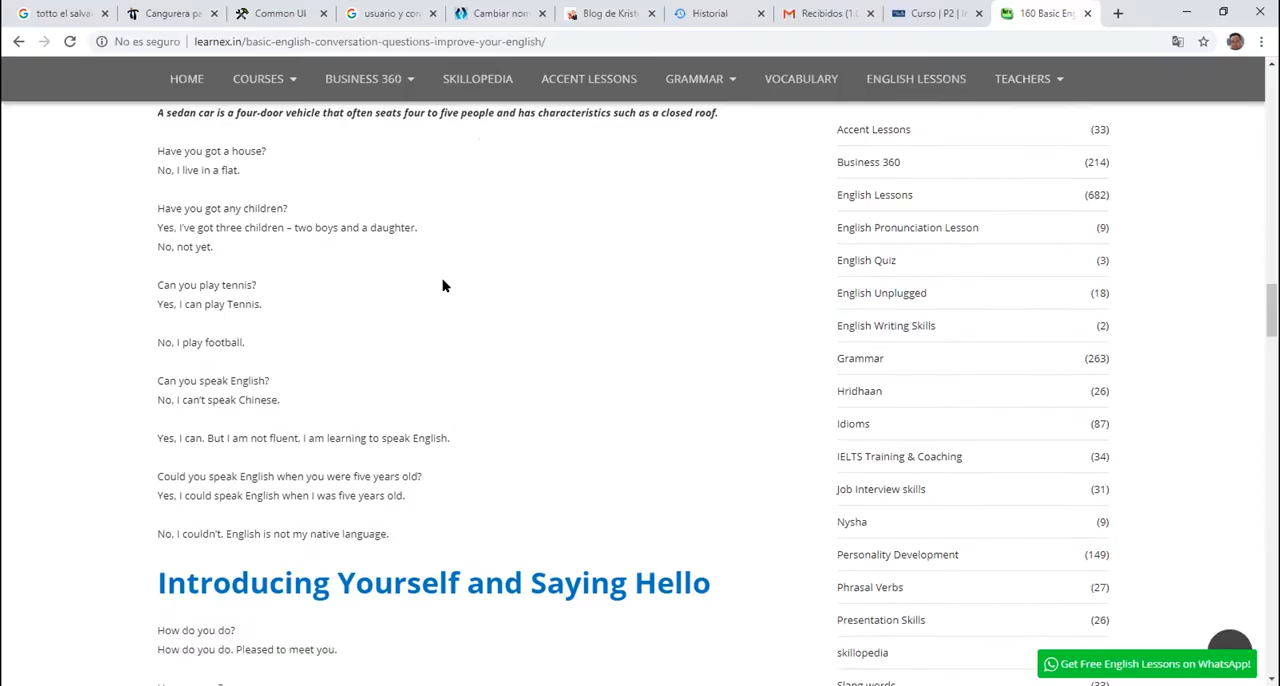 totto el salva
Cangurera pa
Common UI
usuario y con
Cambiar nom
Blog de Krist
Historial
Recibidos (1.0
Curso | P2 | I
160 Basic Eng
No es seguro | learnex.in/basic-english-conversation-questions-improve-your-english/
HOME COURSES BUSINESS 360 SKILLOPEDIA ACCENT LESSONS GRAMMAR VOCABULARY ENGLISH LESSONS TEACHERS
A sedan car is a four-door vehicle that often seats four to five people and has characteristics such as a closed roof.
Have you got a house?
No, I live in a flat.
Have you got any children?
Yes, I've got three children – two boys and a daughter.
No, not yet.
Can you play tennis?
Yes, I can play Tennis.
No, I play football.
Can you speak English?
No, I can't speak Chinese.
Yes, I can. But I am not fluent, I am learning to speak English.
Could you speak English when you were five years old?
Yes, I could speak English when I was five years old.
No, I couldn't. English is not my native language.
Introducing Yourself and Saying Hello
How do you do?
How do you do. Pleased to meet you.
Accent Lessons (33)
Business 360 (214)
English Lessons (682)
English Pronunciation Lesson (9)
English Quiz (3)
English Unplugged (18)
English Writing Skills (2)
Grammar (263)
Hridhaan (26)
Idioms (87)
IELTS Training & Coaching (34)
Job Interview skills (31)
Nysha (9)
Personality Development (149)
Phrasal Verbs (27)
Presentation Skills (26)
skillopedia
Slang words (33)
Get Free English Lessons on WhatsApp!